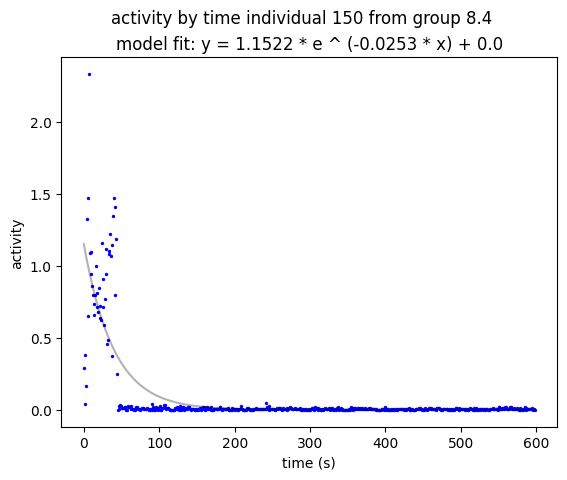 activity by time individual 150 from group 8.4
model fit: y = 1.1522 * e ^ (-0.0253 * x) + 0.0
2.0
1.5
1.0
0.5
0.0
activity
0 100 200 300 400 500 600
time (s)